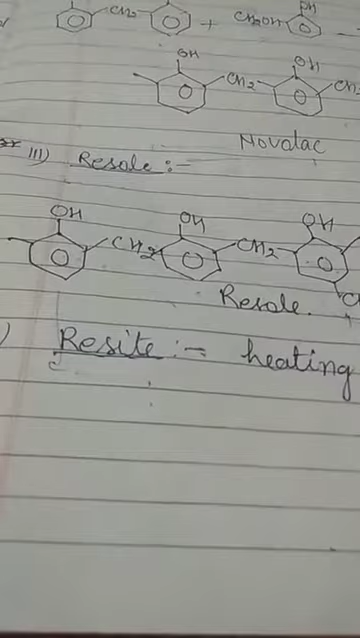 CH2 + CH2OH OH
OH OH
CH2 CH2
Novalac
III) Resole :-
OH OH OH
CH2 CH2
Resole.
) Resite :- heating